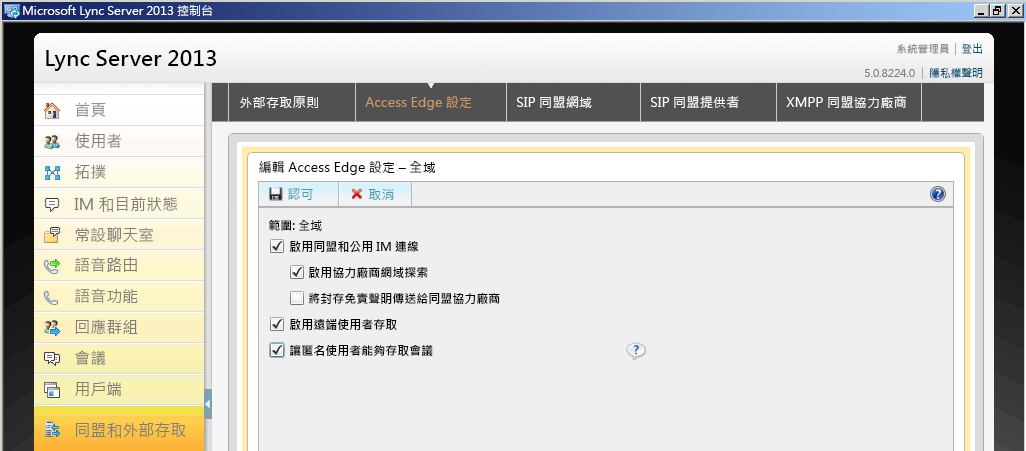 Microsoft Lync Server 2013 控制台
Lync Server 2013
系統管理員 | 登出
5.0.8224.0 | 隱私權聲明
首頁
使用者
拓撲
IM 和目前狀態
常設聊天室
語音路由
語音功能
回應群組
會議
用戶端
同盟和外部存取
外部存取原則
Access Edge 設定
SIP 同盟網域
SIP 同盟提供者
XMPP 同盟協力廠商
編輯 Access Edge 設定 – 全域
認可
取消
範圍: 全域
啟用同盟和公用 IM 連線
啟用協力廠商網域探索
將封存免責聲明傳送給同盟協力廠商
啟用遠端使用者存取
讓匿名使用者能夠存取會議